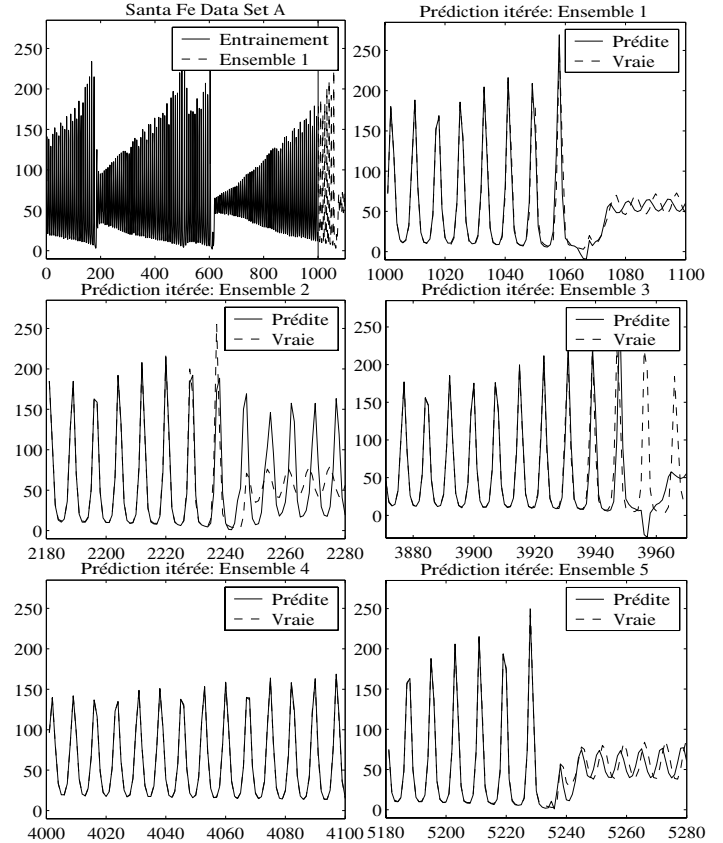 Santa Fe Data Set A
Entrainement
Ensemble 1
250
200
150
100
50
0
0 200 400 600 800 1000
Prédiction itérée: Ensemble 1
Prédite
Vraie
250
200
150
100
50
0
1000 1020 1040 1060 1080 1100
Prédiction itérée: Ensemble 2
Prédite
Vraie
250
200
150
100
50
0
2180 2200 2220 2240 2260 2280
Prédiction itérée: Ensemble 3
Prédite
Vraie
250
200
150
100
50
0
3880 3900 3920 3940 3960
Prédiction itérée: Ensemble 4
Prédite
Vraie
250
200
150
100
50
0
4000 4020 4040 4060 4080 4100
Prédiction itérée: Ensemble 5
Prédite
Vraie
250
200
150
100
50
0
5180 5200 5220 5240 5260 5280